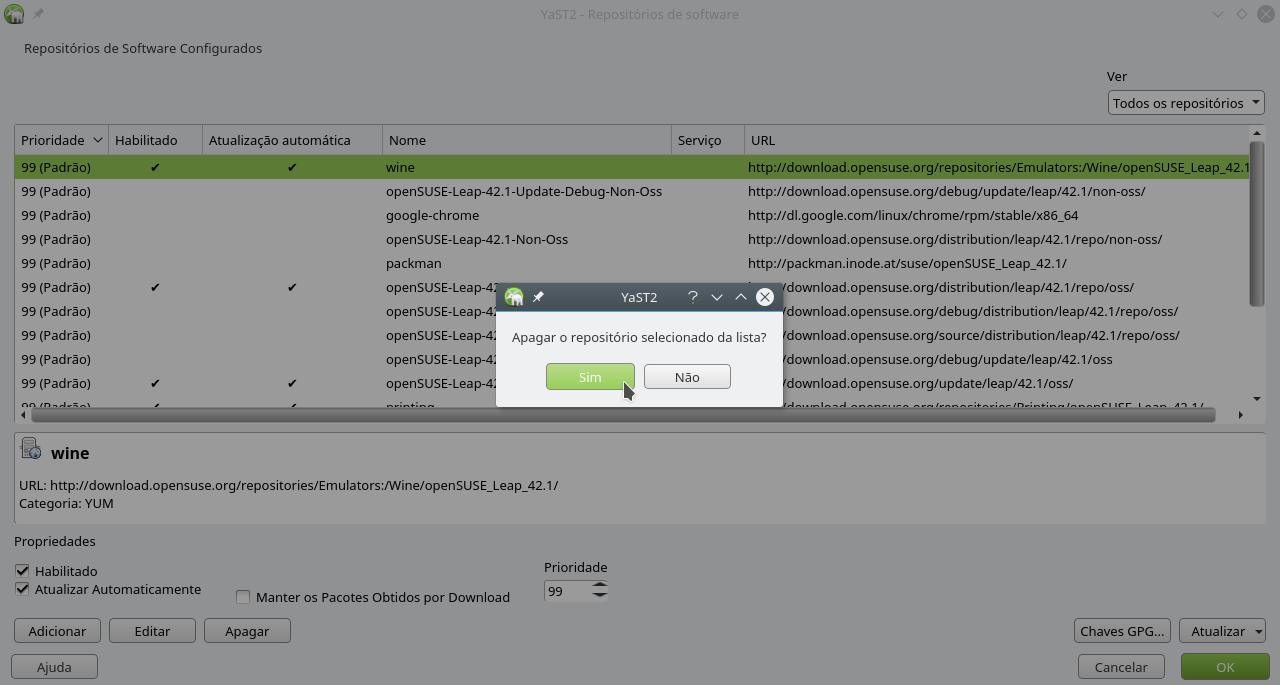 YaST2 - Repositórios de software
Repositórios de Software Configurados
Ver
Todos os repositórios
Prioridade Habilitado Atualização automática Nome Serviço URL
99 (Padrão) ✔ ✔ wine http://download.opensuse.org/repositories/Emulators:/Wine/openSUSE_Leap_42.1
99 (Padrão) openSUSE-Leap-42.1-Update-Debug-Non-Oss http://download.opensuse.org/debug/update/leap/42.1/non-oss/
99 (Padrão) google-chrome http://dl.google.com/linux/chrome/rpm/stable/x86_64
99 (Padrão) openSUSE-Leap-42.1-Non-Oss http://download.opensuse.org/distribution/leap/42.1/repo/non-oss/
99 (Padrão) packman http://packman.inode.at/suse/openSUSE_Leap_42.1/
99 (Padrão) ✔ ✔ openSUSE-Leap-42 /download.opensuse.org/distribution/leap/42.1/repo/oss/
99 (Padrão) openSUSE-Leap-42 /download.opensuse.org/debug/distribution/leap/42.1/repo/oss/
99 (Padrão) openSUSE-Leap-42 /download.opensuse.org/source/distribution/leap/42.1/repo/oss/
99 (Padrão) openSUSE-Leap-42 /download.opensuse.org/debug/update/leap/42.1/oss
99 (Padrão) ✔ ✔ openSUSE-Leap-42 /download.opensuse.org/update/leap/42.1/oss/
99 (Padrão) ✔ ✔ printing /download.opensuse.org/repositories/Printing/openSUSE_Leap_42.1/
YaST2
Apagar o repositório selecionado da lista?
Sim Não
wine
URL: http://download.opensuse.org/repositories/Emulators:/Wine/openSUSE_Leap_42.1/
Categoria: YUM
Propriedades
Habilitado
Atualizar Automaticamente
Manter os Pacotes Obtidos por Download
Prioridade
99
Adicionar Editar Apagar Chaves GPG... Atualizar
Ajuda Cancelar OK